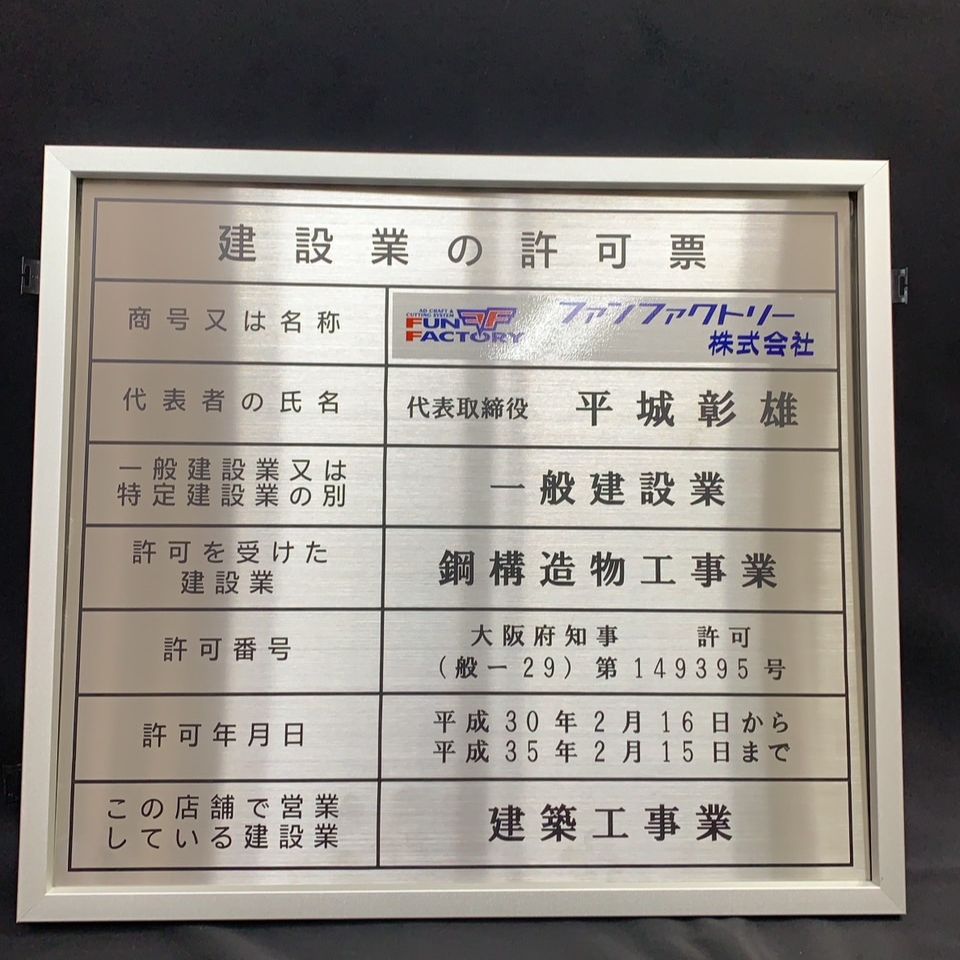 建設業の許可票
商号又は名称
AD CRAFT &
CUTTING SYSTEM
FUN
FACTORY
ファンファクトリー
株式会社
代表者の氏名
代表取締役 平城彰雄
一般建設業又は
特定建設業の別
一般建設業
許可を受けた
建設業
鋼構造物工事業
許可番号
大阪府知事 許可
(般ー29)第149395号
許可年月日
平成30年2月16日から
平成35年2月15日まで
この店舗で営業
している建設業
建築工事業